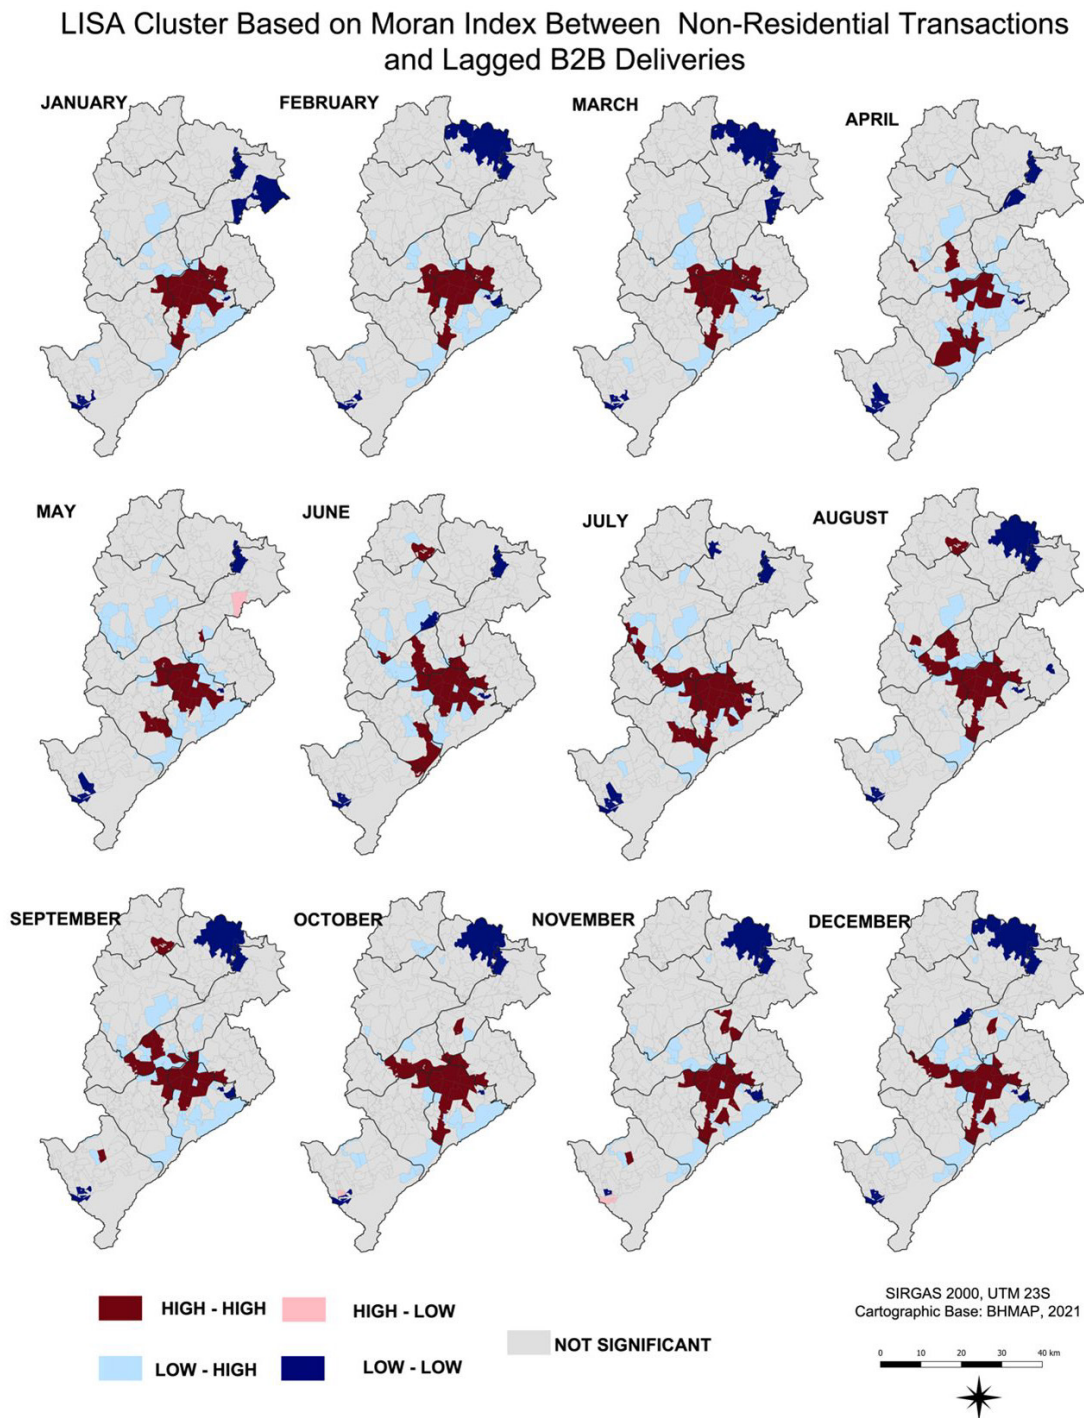 LISA Cluster Based on Moran Index Between Non-Residential Transactions
and Lagged B2B Deliveries
JANUARY
FEBRUARY
MARCH
APRIL
MAY
JUNE
JULY
AUGUST
SEPTEMBER
OCTOBER
NOVEMBER
DECEMBER
HIGH - HIGH
HIGH - LOW
LOW - HIGH
LOW - LOW
NOT SIGNIFICANT
SIRGAS 2000, UTM 23S
Cartographic Base: BHMAP, 2021
0 10 20 30 40 km